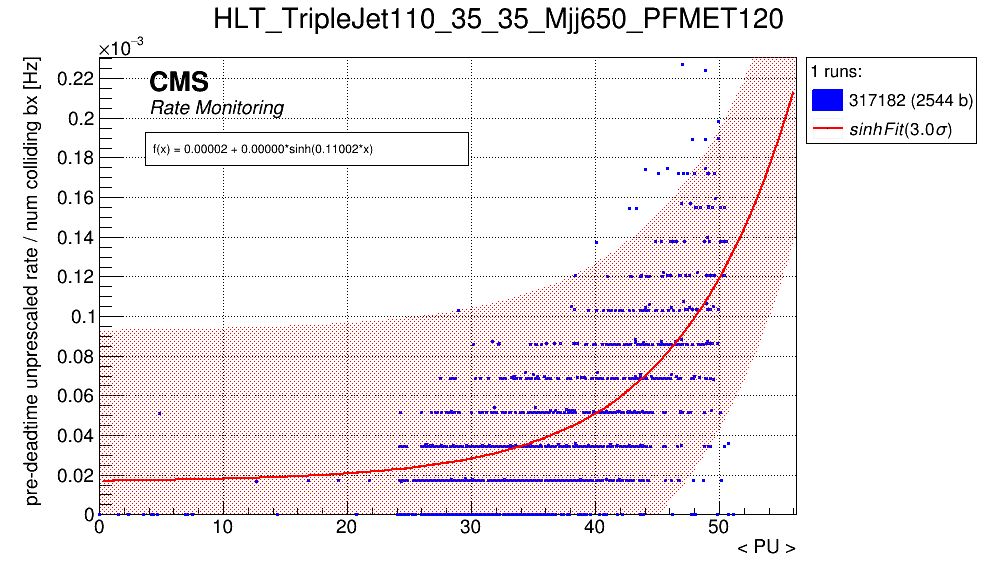 HLT_TripleJet110_35_35_Mjj650_PFMET120
×10⁻³
pre-deadtime unprescaled rate / num colliding bx [Hz]
CMS
Rate Monitoring
f(x) = 0.00002 + 0.00000*sinh(0.11002*x)
1 runs:
317182 (2544 b)
sinhFit(3.0σ)
0.22
0.2
0.18
0.16
0.14
0.12
0.1
0.08
0.06
0.04
0.02
0
0 10 20 30 40 50
< PU >